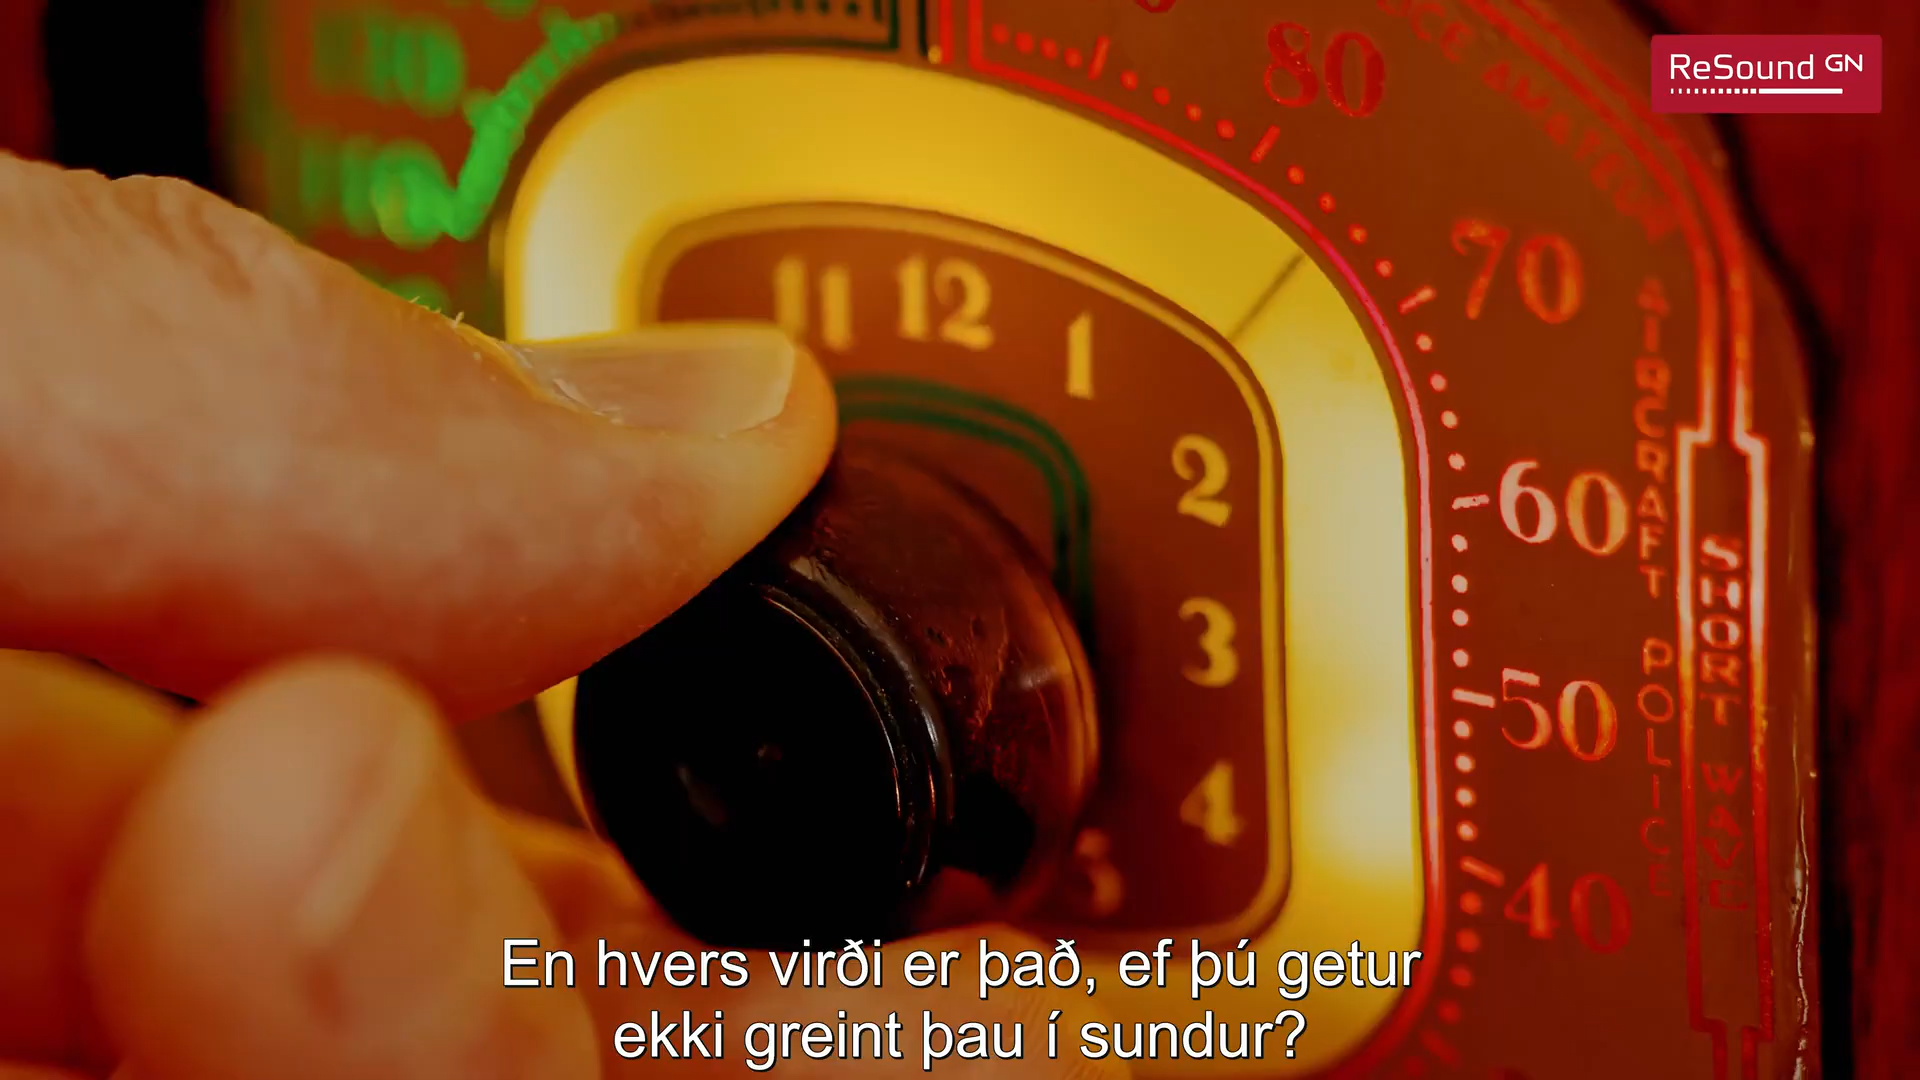 ReSound GN
80
70
60
50
40
11 12 1
2
3
4
5
AIRCRAFT POLICE
SHORT WAVE
En hvers virði er það, ef þú getur
ekki greint þau í sundur?